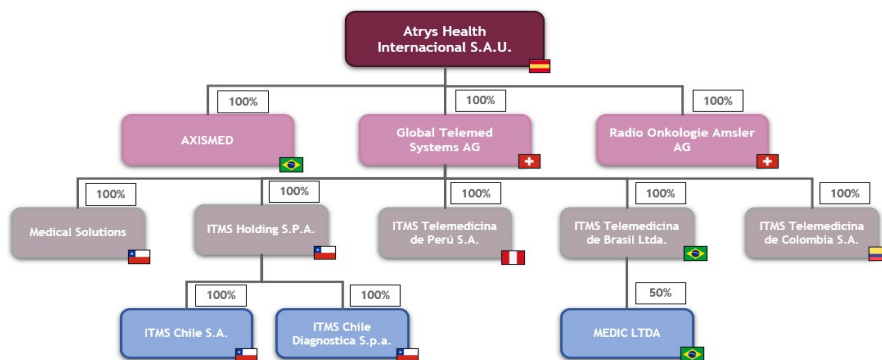 Atrys Health
Internacional S.A.U.
100%
100%
100%
AXISMED
Global Telemed
Systems AG
Radio Onkologie Amsler
AG
100%
100%
100%
100%
100%
Medical Solutions
ITMS Holding S.P.A.
ITMS Telemedicina
de Perú S.A.
ITMS Telemedicina
de Brasil Ltda.
ITMS Telemedicina
de Colombia S.A.
100%
100%
50%
ITMS Chile S.A.
ITMS Chile
Diagnostica S.p.a.
MEDIC LTDA